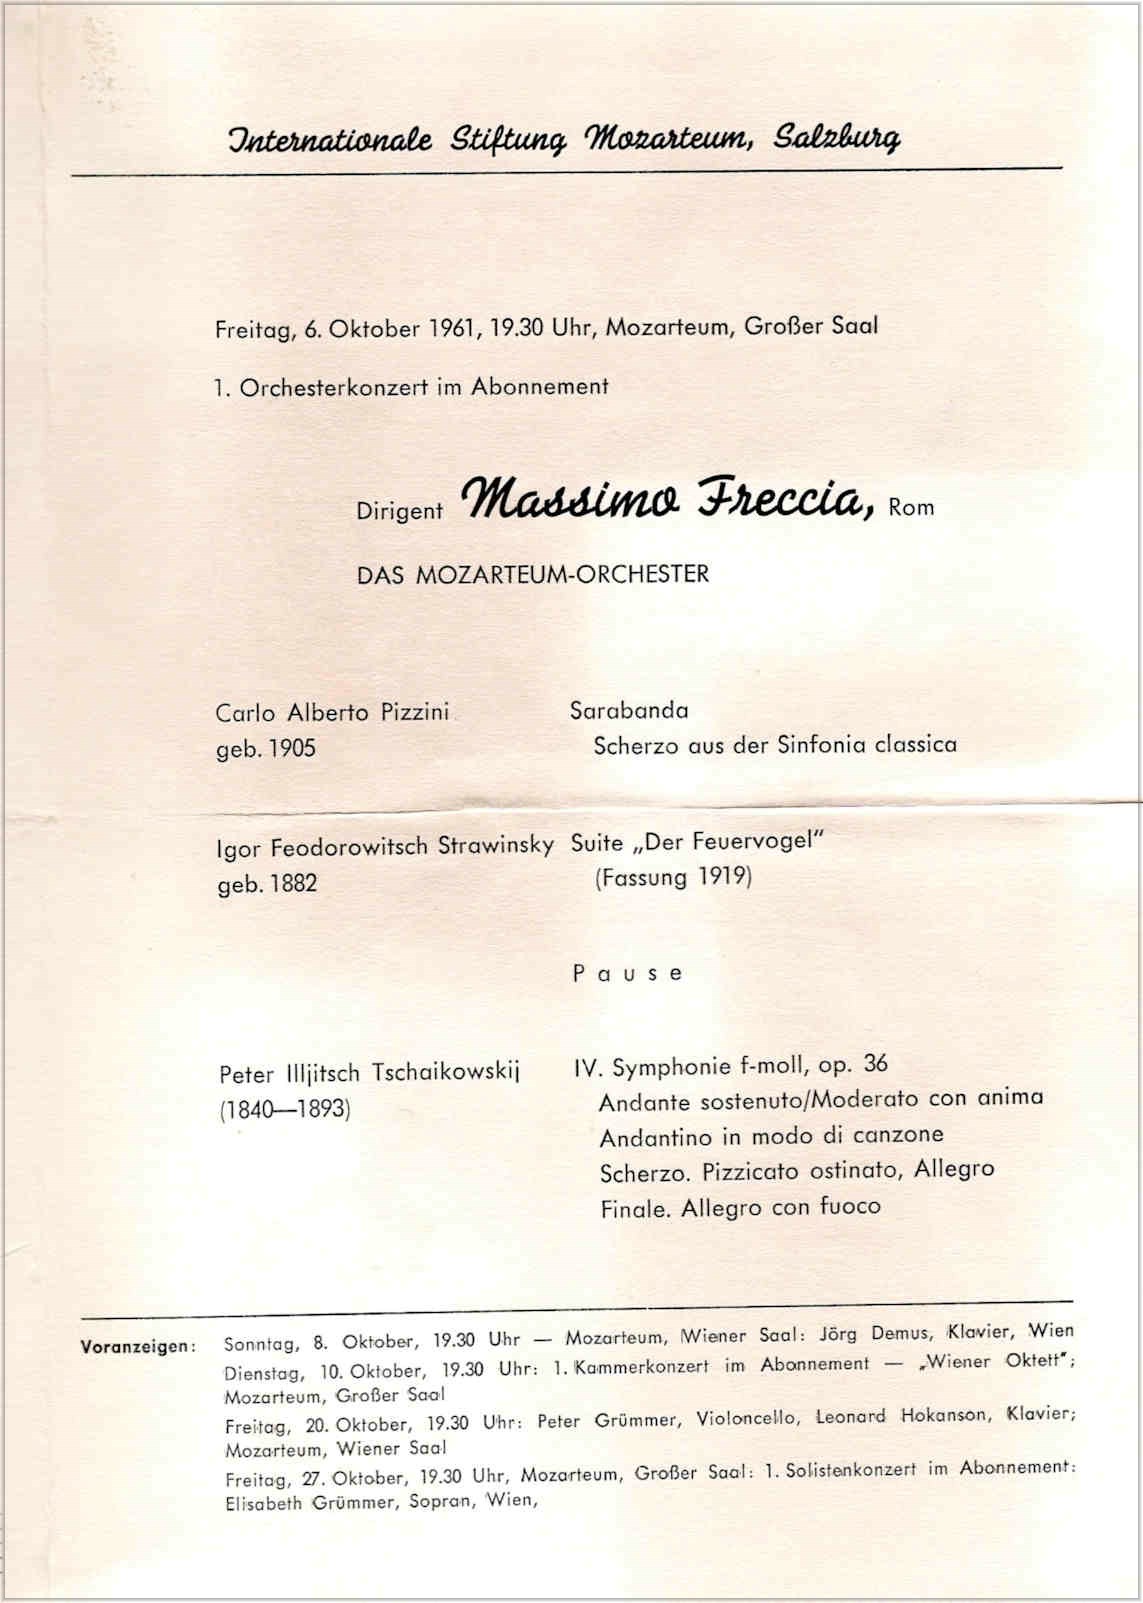 Internationale Stiftung Mozarteum, Salzburg
Freitag, 6. Oktober 1961, 19.30 Uhr, Mozarteum, Großer Saal
1. Orchesterkonzert im Abonnement
Dirigent Massimo Freccia, Rom
DAS MOZARTEUM-ORCHESTER
Carlo Alberto Pizzini Sarabanda
geb. 1905 Scherzo aus der Sinfonia classica
Igor Feodorowitsch Strawinsky Suite „Der Feuervogel“
geb. 1882 (Fassung 1919)
Pause
Peter Illjitsch Tschaikowskij IV. Symphonie f-moll, op. 36
(1840—1893) Andante sostenuto/Moderato con anima
Andantino in modo di canzone
Scherzo. Pizzicato ostinato, Allegro
Finale. Allegro con fuoco
Voranzeigen: Sonntag, 8. Oktober, 19.30 Uhr — Mozarteum, Wiener Saal: Jörg Demus, Klavier, Wien
Dienstag, 10. Oktober, 19.30 Uhr: 1. Kammerkonzert im Abonnement — „Wiener Oktett“;
Mozarteum, Großer Saal
Freitag, 20. Oktober, 19.30 Uhr: Peter Grümmer, Violoncello, Leonard Hokanson, Klavier;
Mozarteum, Wiener Saal
Freitag, 27. Oktober, 19.30 Uhr, Mozarteum, Großer Saal: 1. Solistenkonzert im Abonnement:
Elisabeth Grümmer, Sopran, Wien,